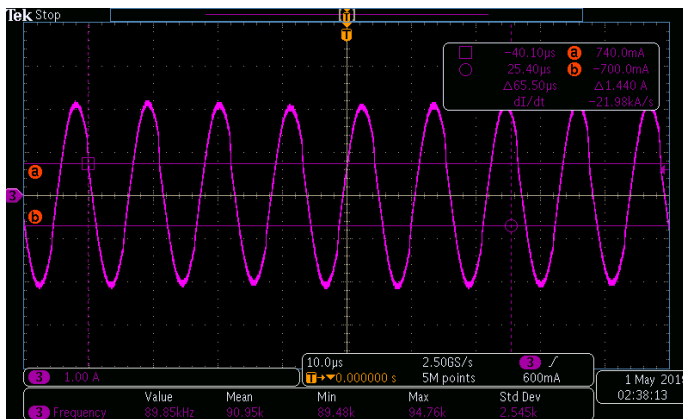 Tek Stop
T
T
-40.10µs a 740.0mA
25.40µs b -700.0mA
Δ65.50µs Δ1.440 A
dI/dt -21.98kA/s
a
3
b
10.0µs 2.50GS/s 3
3 1.00 A T→▼0.000000 s 5M points 600mA
1 May 201
02:38:13
Value Mean Min Max Std Dev
3 Frequency 89.85kHz 90.95k 89.48k 94.76k 2.545k